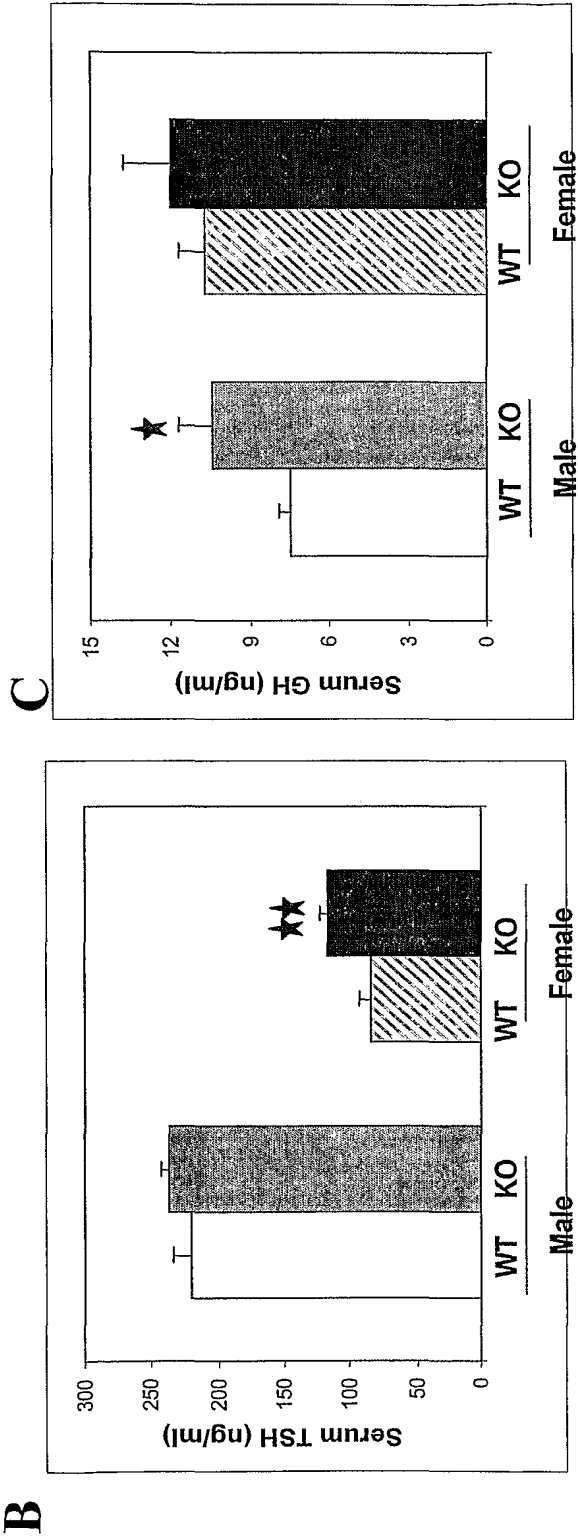 B
Serum TSH (ng/ml)
300
250
200
150
100
50
0
WT KO WT KO
Male Female
C
Serum GH (ng/ml)
15
12
9
6
3
0
WT KO WT KO
Male Female